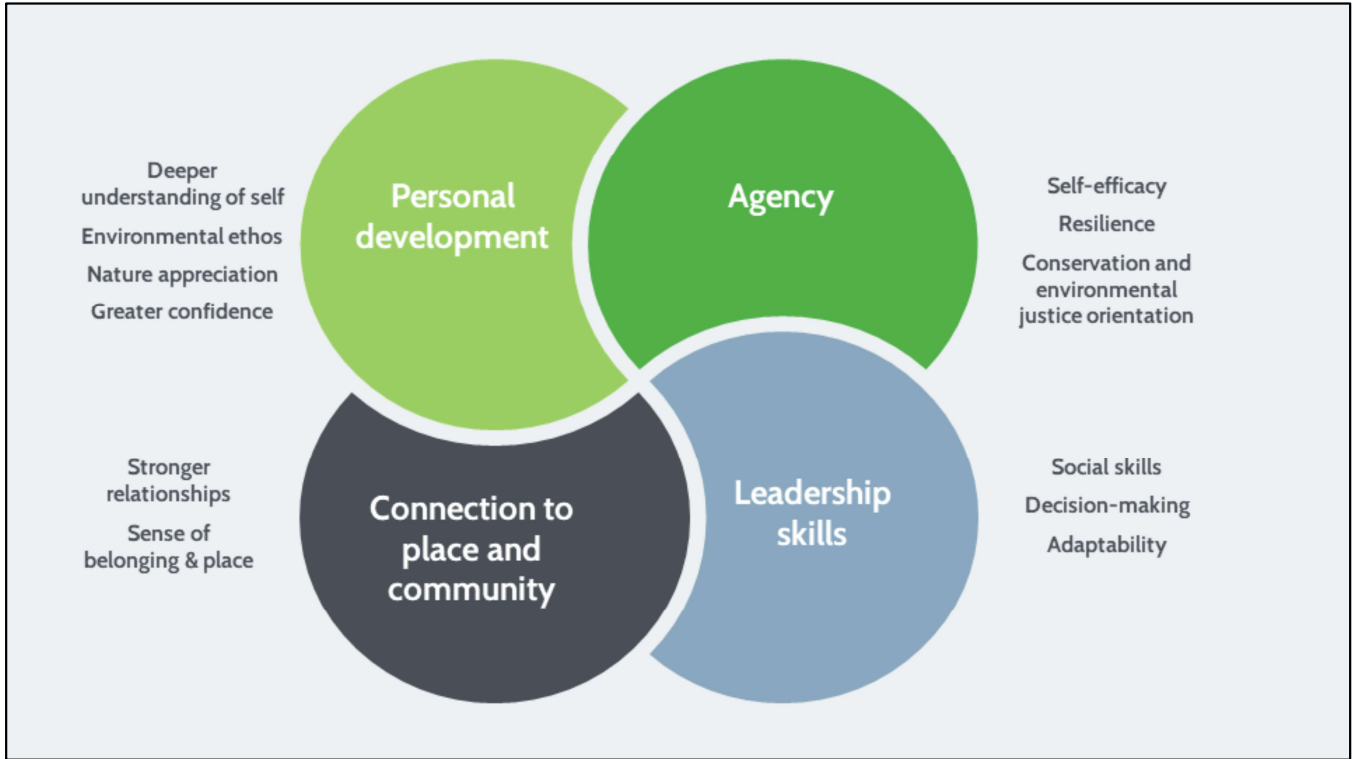 Deeper
understanding of self
Environmental ethos
Nature appreciation
Greater confidence
Personal
development
Agency
Self-efficacy
Resilience
Conservation and
environmental
justice orientation
Stronger
relationships
Sense of
belonging & place
Connection to
place and
community
Leadership
skills
Social skills
Decision-making
Adaptability